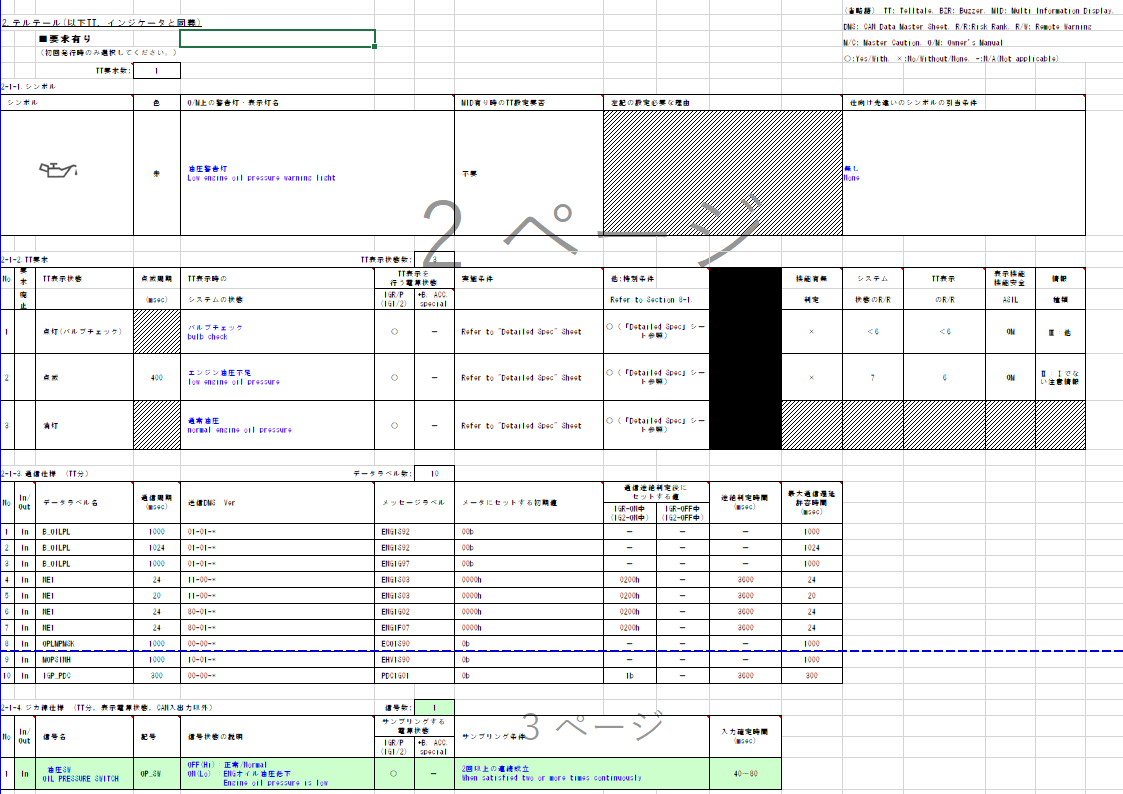 (省略語) TT: Telltale, BZR: Buzzer, MID: Multi Information Display,
2.テルテール(以下TT, インジケータと同義)
DMS: CAN Data Master Sheet, R/R:Risk Rank, R/W: Remote Warning
■要求有り
M/C: Master Caution, O/M: Owner's Manual
(初回発行時のみ選択してください。)
○:Yes/With, ×:No/Without/None, -:N/A(Not applicable)
TT要求数: 1
2-1-1.シンボル
シンボル 色 O/M上の警告灯・表示灯名 MID有り時のTT設定要否 左記の設定必要な理由 仕向け先違いのシンボルの引当条件
赤 油圧警告灯 不要 無し
Low engine oil pressure warning light None
2 ページ
2-1-2:TT要求 TT表示状態数: 3
No 要求廃止 TT表示状態 点滅周期 (msec) TT表示時の システムの状態 TT表示を 行う電源状態 実施条件 他:特別条件 機能有無 システム TT表示 表示機能 機能安全 情報
IGR/P (IG1/2) +B, ACC, special Refer to Section 8-1. 判定 状態のR/R のR/R ASIL 種類
1 点灯(バルブチェック) バルブチェック bulb check ○ — Refer to "Detailed Spec" Sheet ○ (「Detailed Spec」シート参照) × <6 <6 QM Ⅲ:他
2 点滅 400 エンジン油圧不足 low engine oil pressure ○ — Refer to "Detailed Spec" Sheet ○ (「Detailed Spec」シート参照) × 7 6 QM Ⅱ:Ⅰでない注意情報
3 消灯 通常油圧 normal engine oil pressure ○ — Refer to "Detailed Spec" Sheet ○ (「Detailed Spec」シート参照)
2-1-3.通信仕様 (TT分) データラベル数: 10
No In/Out データラベル名 通信周期 (msec) 送信DMS Ver メッセージラベル メータにセットする初期値 通信途絶判定後に セットする値 途絶判定時間 (msec) 最大通信遅延 許容時間 (msec)
IGR-ON中 (IG2-ON中) IGR-OFF中 (IG2-OFF中)
1 In B_OILPL 1000 01-01-* ENG1S92 00b — — — 1000
2 In B_OILPL 1024 01-01-* ENG1S92 00b — — — 1024
3 In B_OILPL 1000 01-01-* ENG1G97 00b — — — 1000
4 In NE1 24 11-00-* ENG1S03 0000h 0200h — 3600 24
5 In NE1 20 11-00-* ENG1S03 0000h 0200h — 3600 20
6 In NE1 24 80-01-* ENG1G02 0000h 0200h — 3600 24
7 In NE1 24 80-01-* ENG1F07 0000h 0200h — 3600 24
8 In OPLWPMSK 1000 00-00-* ECO1S90 0b — — — 1000
9 In MOPSINH 1000 10-01-* EHV1S90 0b — — — 1000
10 In IGP_PDC 300 00-00-* PDC1G01 0b 1b — 3600 300
2-1-4.ジカ線仕様 (TT分, 表示電源状態, CAN入出力以外) 信号数: 1
3 ページ
No In/Out 信号名 記号 信号状態の説明 サンプリングする 電源状態 サンプリング条件 入力確定時間 (msec)
IGR/P (IG1/2) +B, ACC, special
1 In 油圧SW OIL PRESSURE SWITCH OP_SW OFF(Hi) : 正常/Normal ○ — 2回以上の連続成立 40~80
ON(Lo) : ENGオイル油圧低下 When satisfied two or more times continuously
Engine oil pressure is low